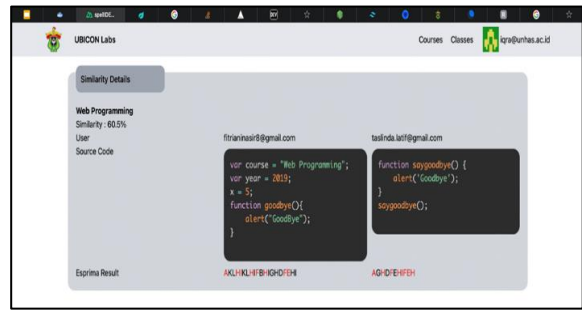 UBICON Labs
Courses Classes iqra@unhas.ac.id
Similarity Details
Web Programming
Similarity : 60.5%
User
fitrianinasir8@gmail.com
taslinda.latif@gmail.com
Source Code
var course = "Web Programming";
var year = 2019;
x = 5;
function goodbye(){
alert("GoodBye");
}
function saygoodbye() {
alert('Goodbye');
}
saygoodbye();
Esprima Result
AKLHIKLHIFBHIGHDFEHI
AGHDFEHIFEH